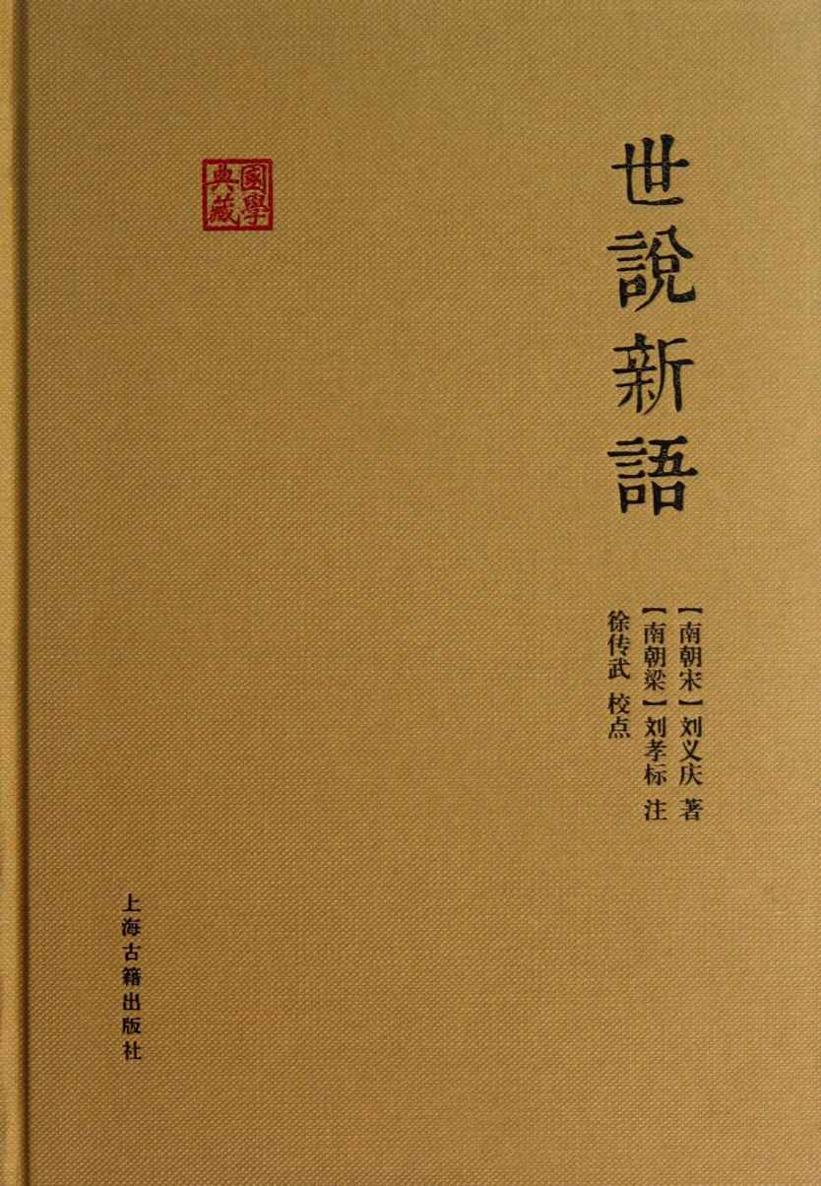 世說新語
【南朝宋】刘义庆 著
【南朝梁】刘孝标 注
徐传武 校点
國學
典藏
上海古籍出版社